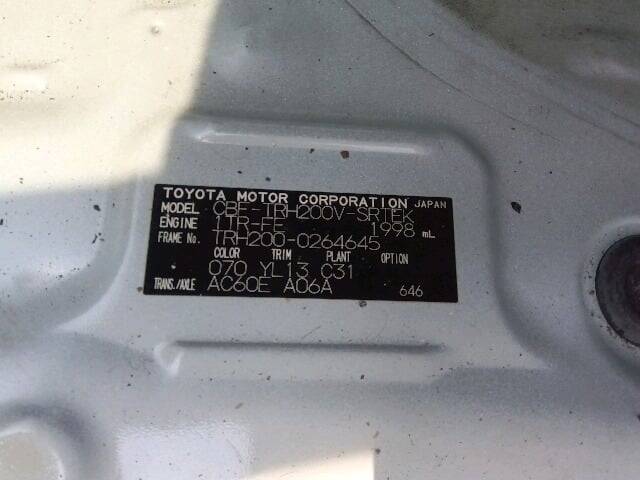 TOYOTA MOTOR CORPORATION JAPAN
MODEL CBF-TRH200V-SRTEK
ENGINE 1TR-FE 1998 mL
FRAME No. TRH200-0264645
COLOR TRIM PLANT OPTION
070 YL13 C31
TRANS./AXLE AC60E A06A 646